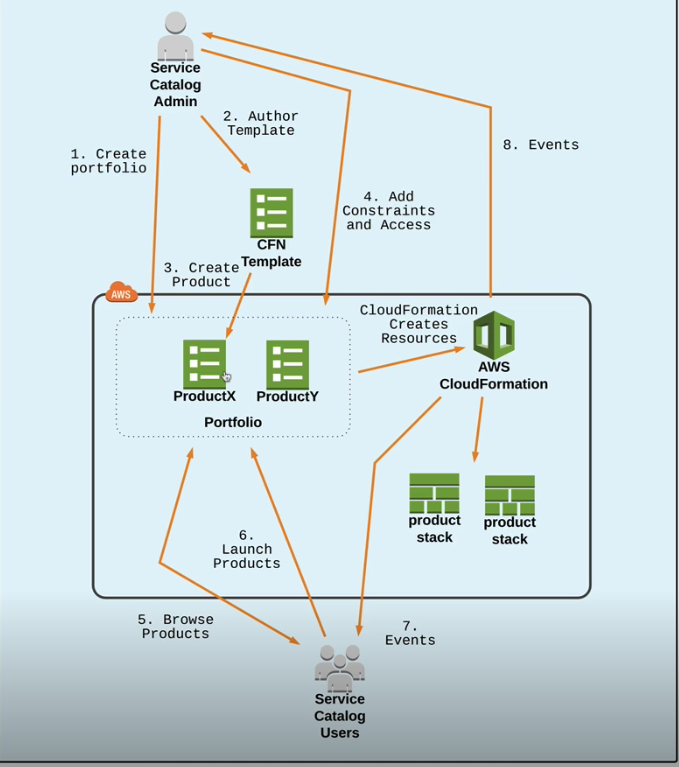 Service
Catalog
Admin
2. Author
Template
1. Create
portfolio
8. Events
4. Add
Constraints
and Access
CFN
Template
3. Create
Product
AWS
CloudFormation
Creates
Resources
AWS
CloudFormation
ProductX
ProductY
Portfolio
product
stack
product
stack
6.
Launch
Products
5. Browse
Products
7.
Events
Service
Catalog
Users